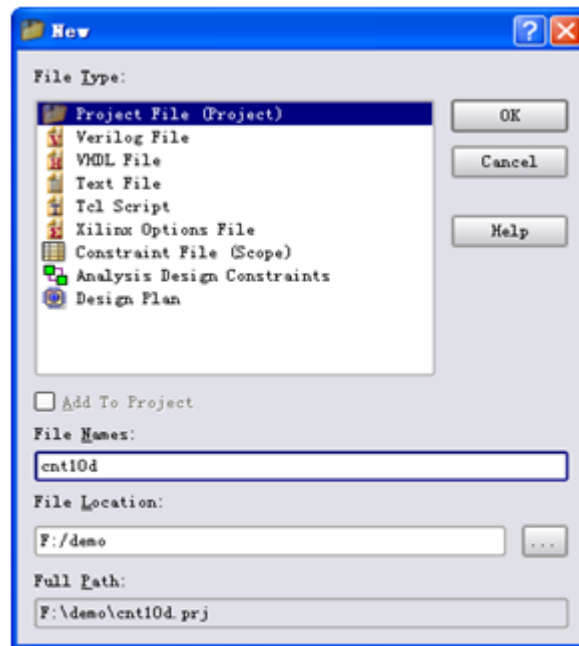 New
File Type:
Project File (Project)
OK
Verilog File
VHDL File
Cancel
Text File
Tcl Script
Xilinx Options File
Help
Constraint File (Scope)
Analysis Design Constraints
Design Plan
Add To Project
File Names:
cnt10d
File Location:
F:/demo
...
Full Path:
F:\demo\cnt10d.prj